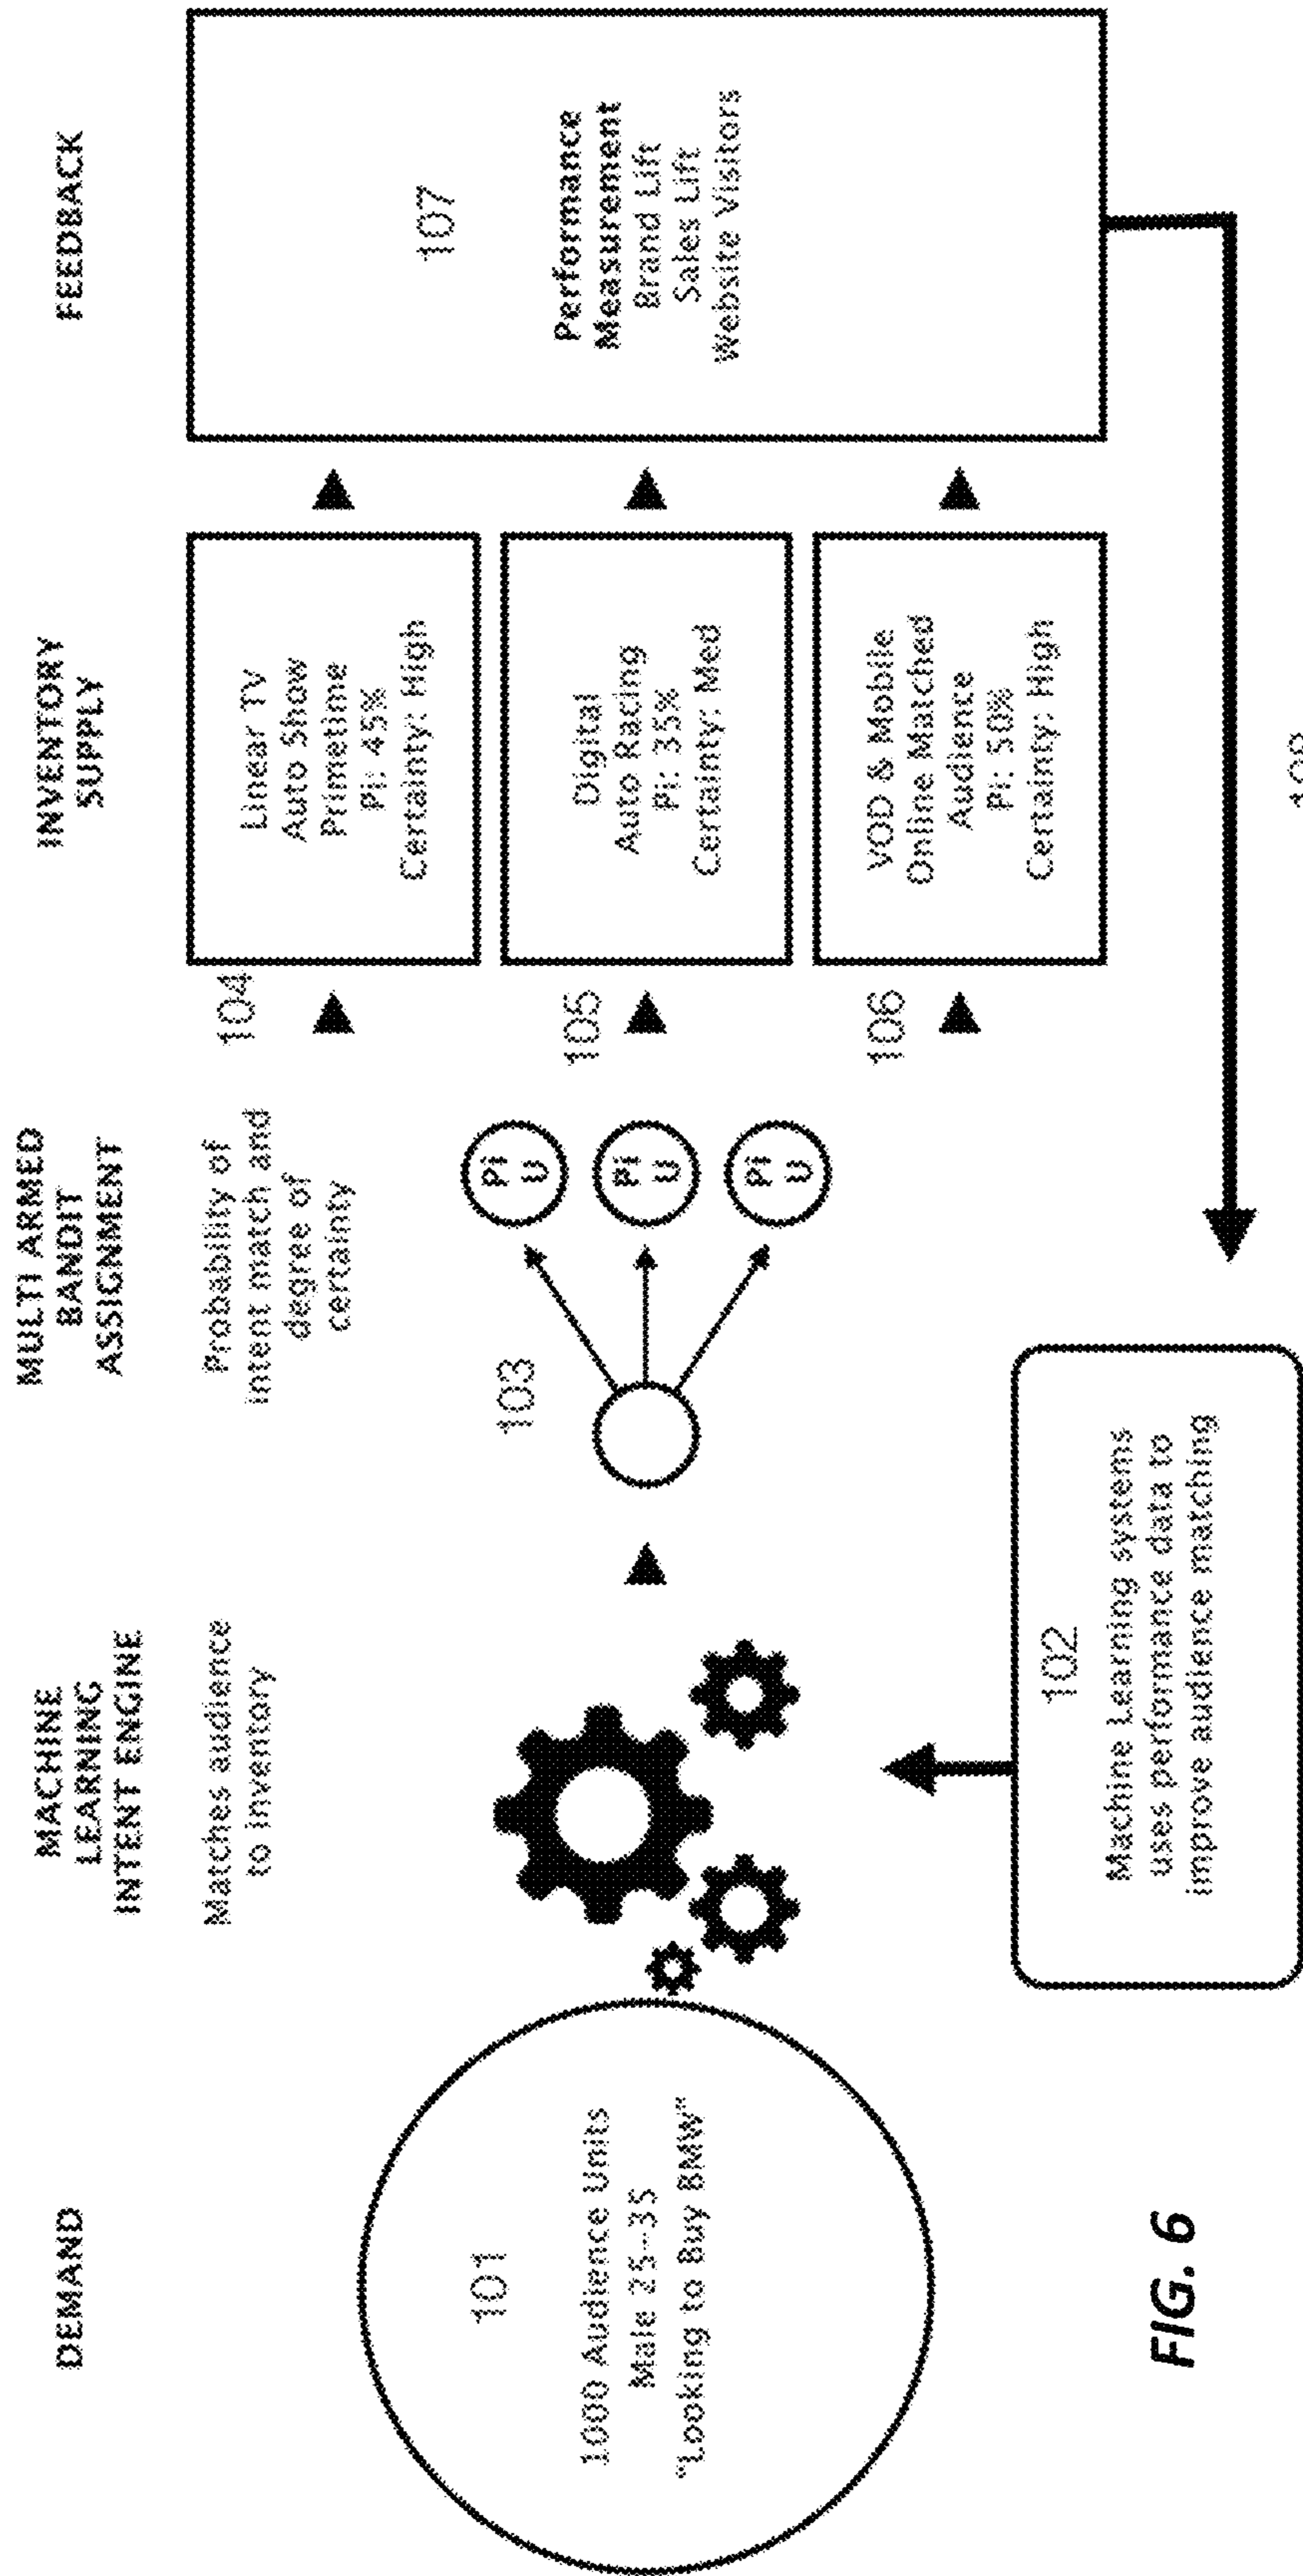 DEMAND
101
1000 Audience Units
Male 25-35
"Looking to Buy BMW"
MACHINE
LEARNING
INTENT ENGINE
Matches audience
to inventory
102
Machine Learning systems
uses performance data to
improve audience matching
MULTI ARMED
BANDIT
ASSIGNMENT
Probability of
intent match and
degree of
certainty
103
Pi
U
Pi
U
Pi
U
INVENTORY
SUPPLY
104
Linear TV
Auto Show
Primetime
Pi: 45%
Certainty: High
105
Digital
Auto Racing
Pi: 35%
Certainty: Med
106
VOD & Mobile
Online Matched
Audience
Pi: 50%
Certainty: High
FEEDBACK
107
Performance
Measurement
Brand Lift
Sales Lift
Website Visitors
FIG. 6